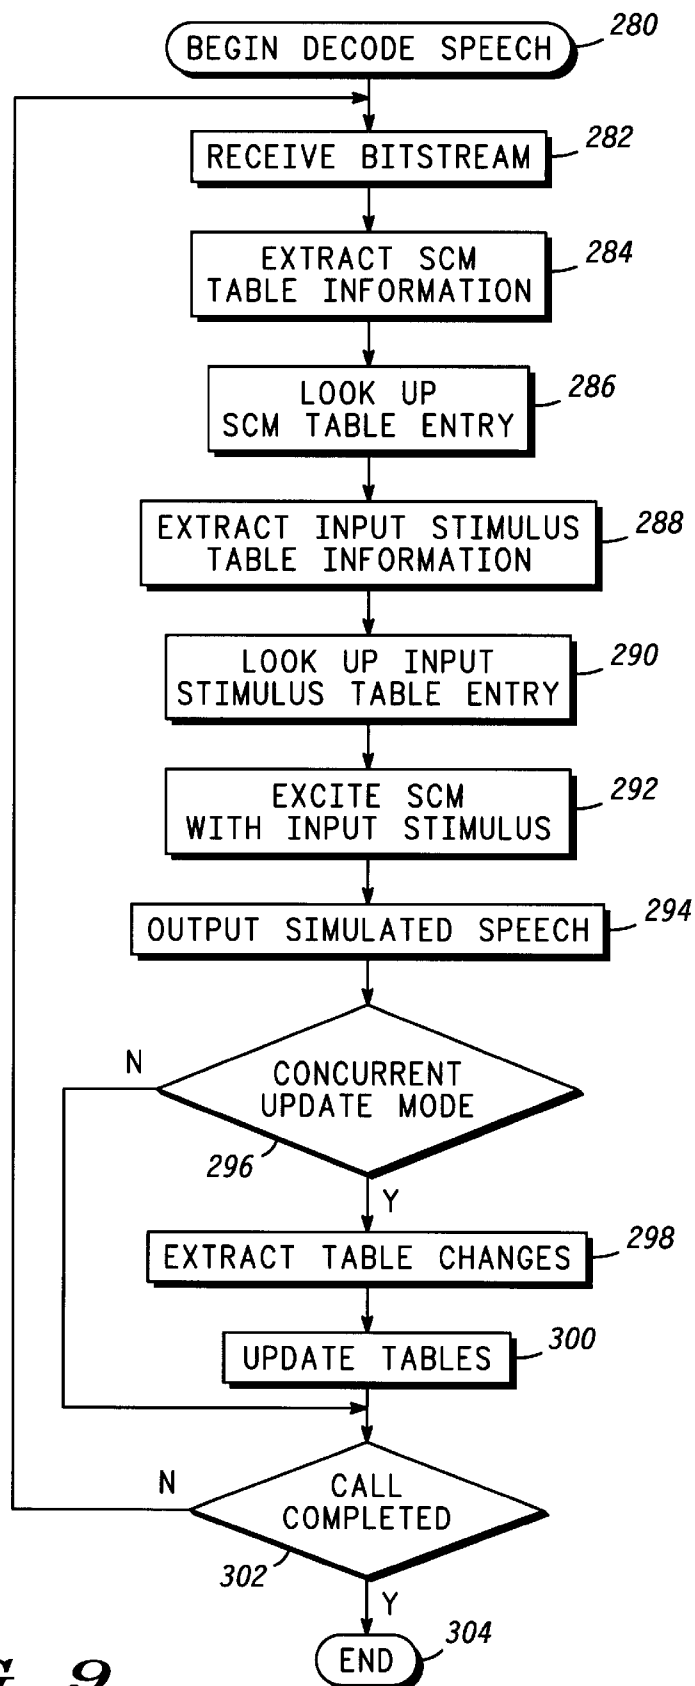 BEGIN DECODE SPEECH
280
RECEIVE BITSTREAM
282
EXTRACT SCM
TABLE INFORMATION
284
LOOK UP
SCM TABLE ENTRY
286
EXTRACT INPUT STIMULUS
TABLE INFORMATION
288
LOOK UP INPUT
STIMULUS TABLE ENTRY
290
EXCITE SCM
WITH INPUT STIMULUS
292
OUTPUT SIMULATED SPEECH
294
N
CONCURRENT
UPDATE MODE
296
Y
EXTRACT TABLE CHANGES
298
UPDATE TABLES
300
N
CALL
COMPLETED
302
Y
END
304
G 9